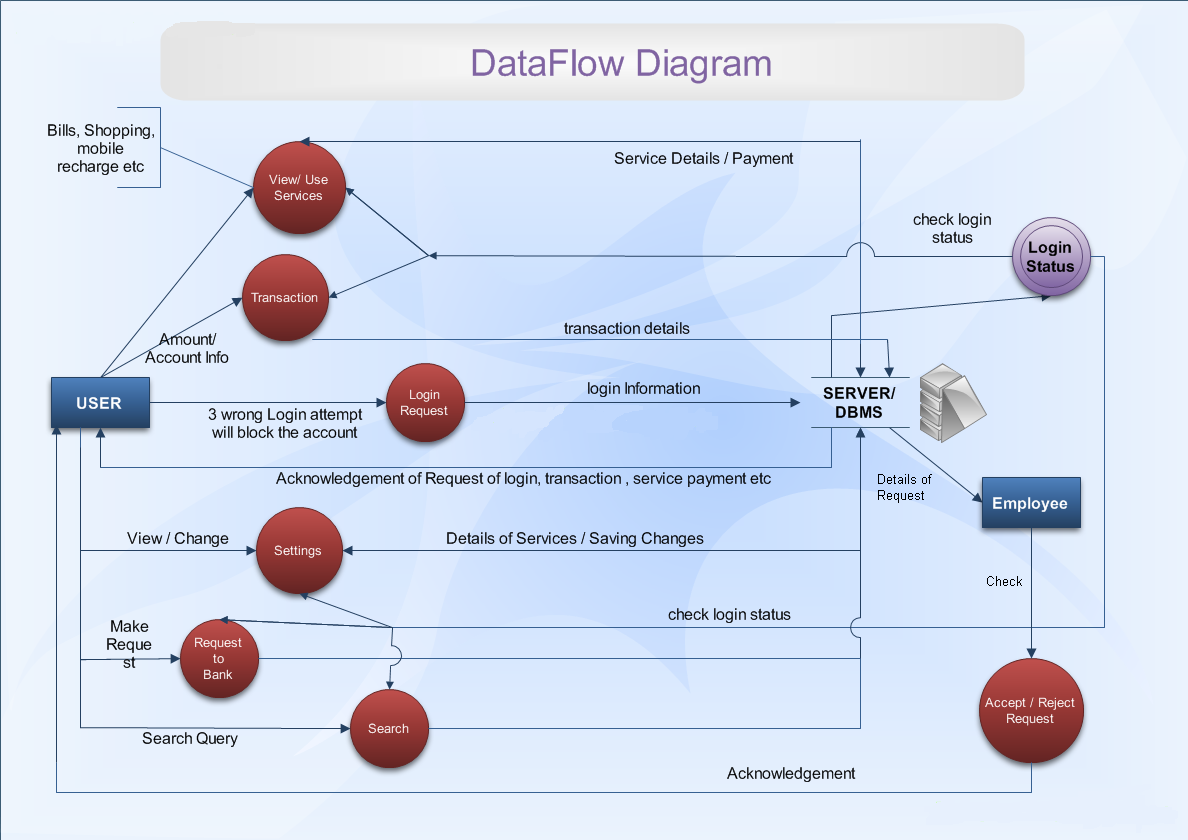 DataFlow Diagram
Bills, Shopping,
mobile
recharge etc
View/ Use
Services
Service Details / Payment
check login
status
Login
Status
Transaction
Amount/
Account Info
transaction details
USER
3 wrong Login attempt
will block the account
Login
Request
login Information
SERVER/
DBMS
Acknowledgement of Request of login, transaction , service payment etc
Details of
Request
Employee
View / Change
Settings
Details of Services / Saving Changes
Check
check login status
Make
Reque
st
Request
to
Bank
Accept / Reject
Request
Search Query
Search
Acknowledgement